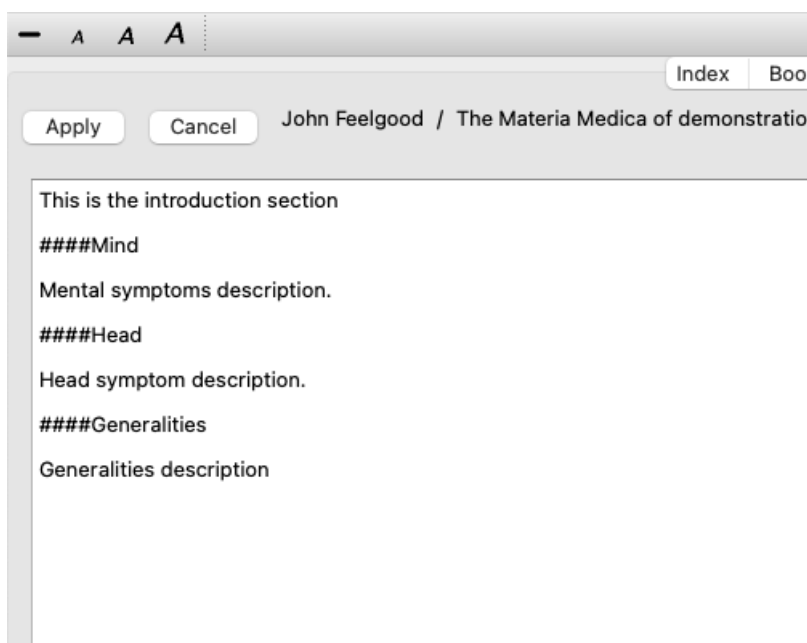 A A A
Index Boo
Apply Cancel John Feelgood / The Materia Medica of demonstratio
This is the introduction section
####Mind
Mental symptoms description.
####Head
Head symptom description.
####Generalities
Generalities description